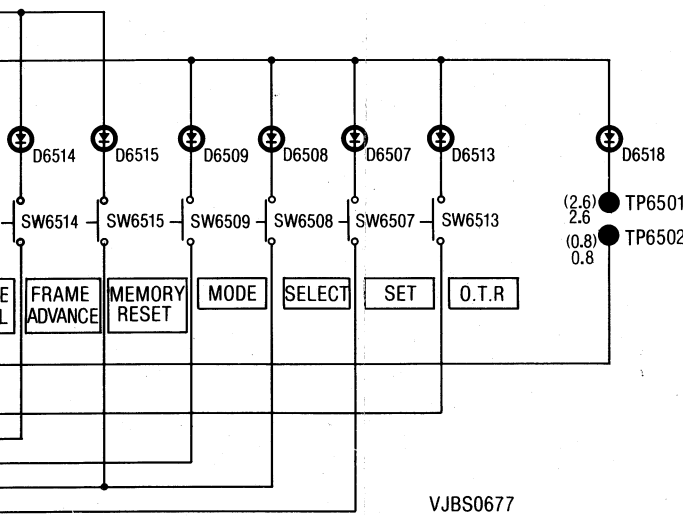 D6514 D6515 D6509 D6508 D6507 D6513 D6518
(2.6) TP6501
2.6
SW6514 SW6515 SW6509 SW6508 SW6507 SW6513
(0.8) TP6502
0.8
E
L
FRAME
ADVANCE
MEMORY
RESET
MODE
SELECT
SET
O.T.R
VJBS0677